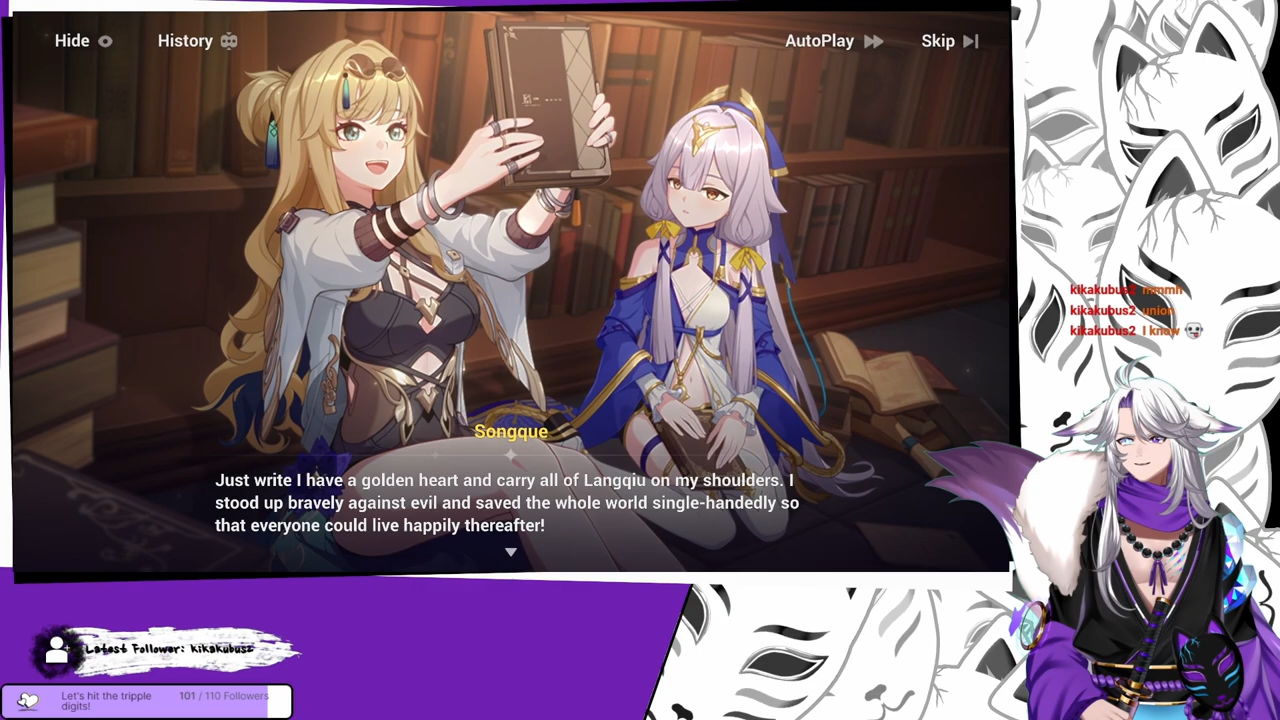 Hide
History
AutoPlay
Skip
kikakubus2 mmmh
kikakubus2 union
kikakubus2 I know
Songque
Just write I have a golden heart and carry all of Langqiu on my shoulders. I
stood up bravely against evil and saved the whole world single-handedly so
that everyone could live happily thereafter!
Latest Follower: kikakubus2
Let's hit the tripple
digits!
101 / 110 Followers